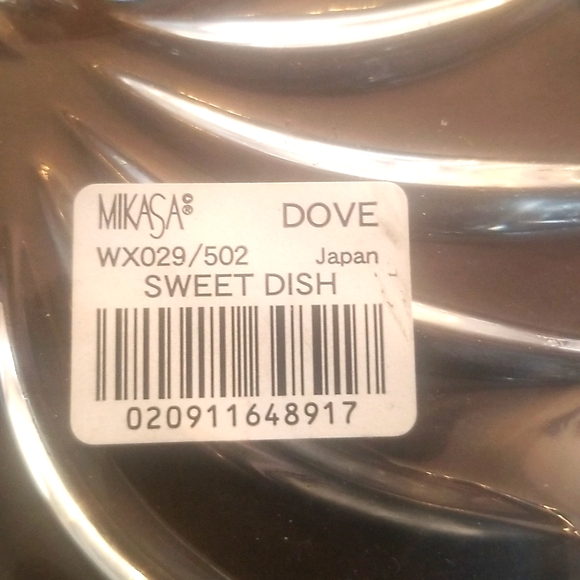 MIKASA©® DOVE
WX029/502 Japan
SWEET DISH
020911648917